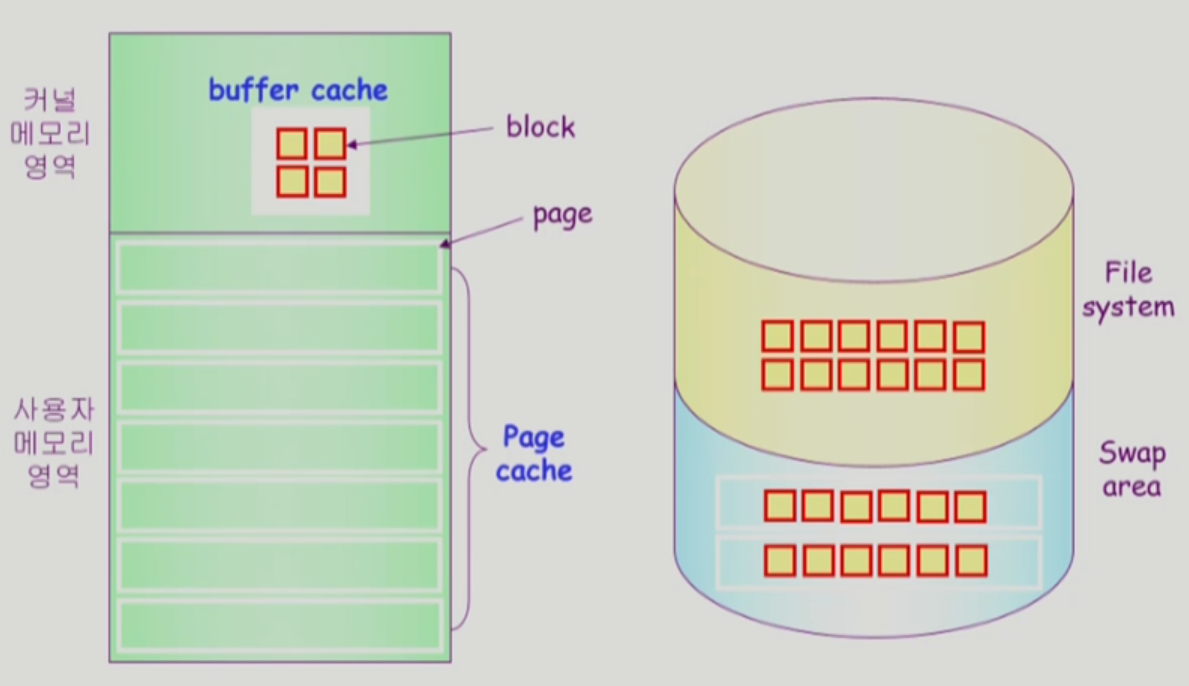 커널
메모리
영역
buffer cache
block
page
사용자
메모리
영역
Page
cache
File
system
Swap
area